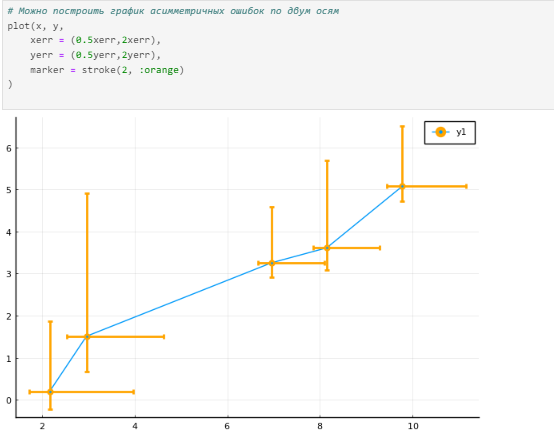 # Можно построить график асимметричных ошибок по двум осям
plot(x, y,
    xerr = (0.5xerr,2xerr),
    yerr = (0.5yerr,2yerr),
    marker = stroke(2, :orange)
)
y1
6
5
4
3
2
1
0
2 4 6 8 10